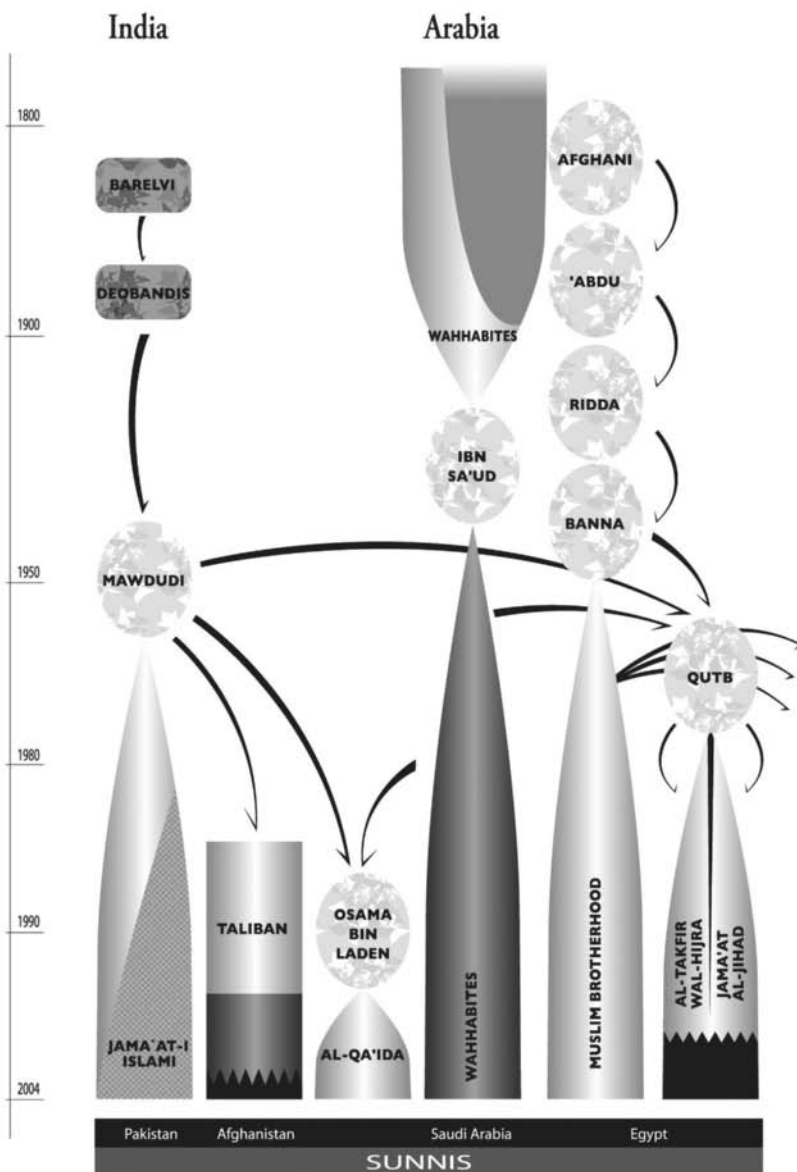 India
Arabia
1800
1900
1950
1980
1990
2004
BARELVI
DEOBANDIS
MAWDUDI
JAMA`AT-I
ISLAMI
TALIBAN
OSAMA
BIN
LADEN
AL-QA'IDA
WAHHABITES
IBN
SA'UD
WAHHABITES
AFGHANI
'ABDU
RIDDA
BANNA
MUSLIM BROTHERHOOD
QUTB
AL-TAKFIR
WAL-HIJRA
JAMA'AT
AL-JIHAD
Pakistan
Afghanistan
Saudi Arabia
Egypt
SUNNIS